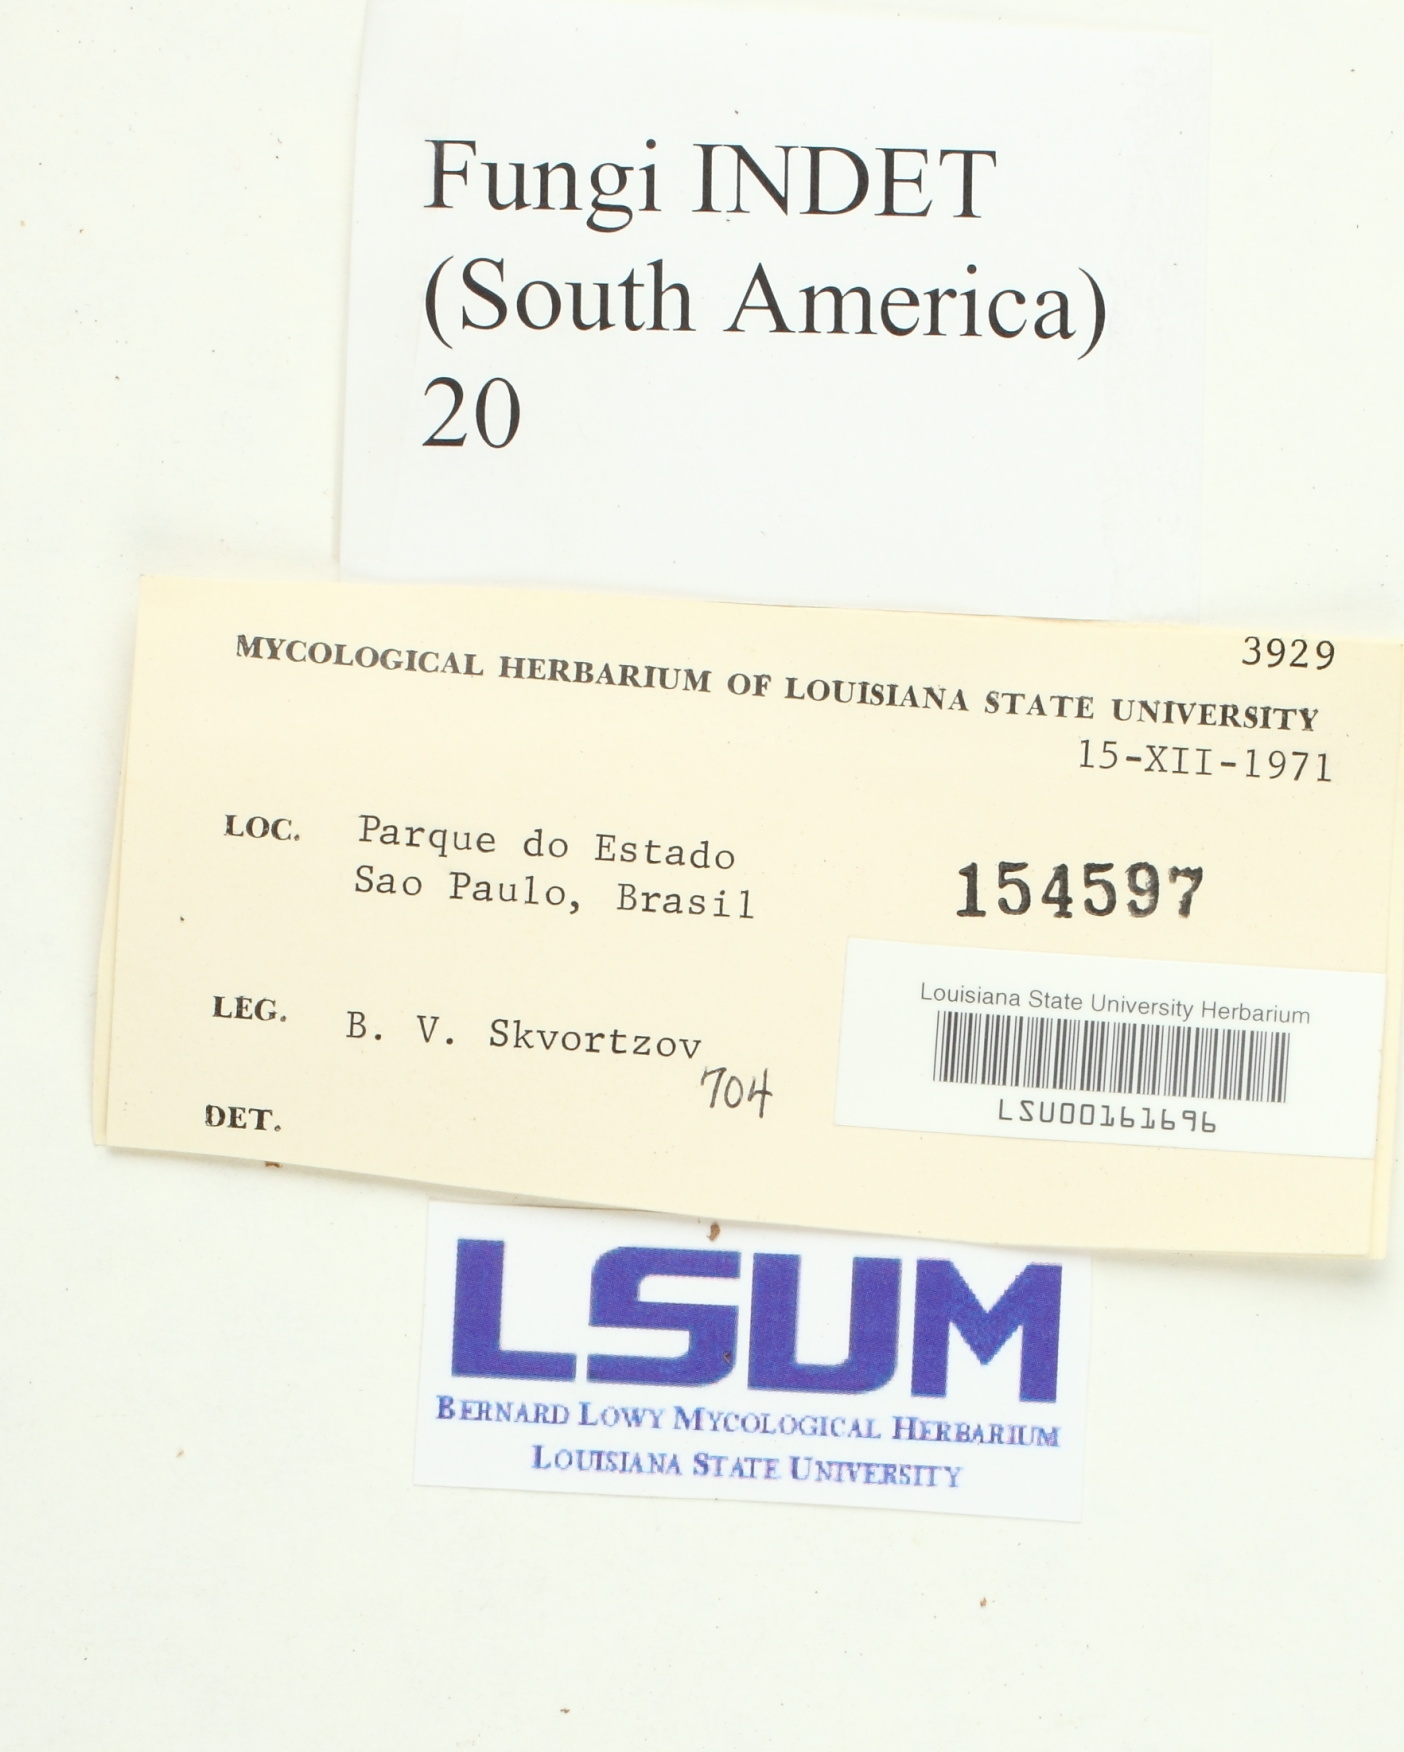 Fungi INDET
(South America)
20
3929
MYCOLOGICAL HERBARIUM OF LOUISIANA STATE UNIVERSITY
15-XII-1971
LOC. Parque do Estado
Sao Paulo, Brasil
154597
Louisiana State University Herbarium
LSU00161696
LEG. B. V. Skvortzov
704
DET.
LSUM
BERNARD LOWY MYCOLOGICAL HERBARIUM
LOUISIANA STATE UNIVERSITY